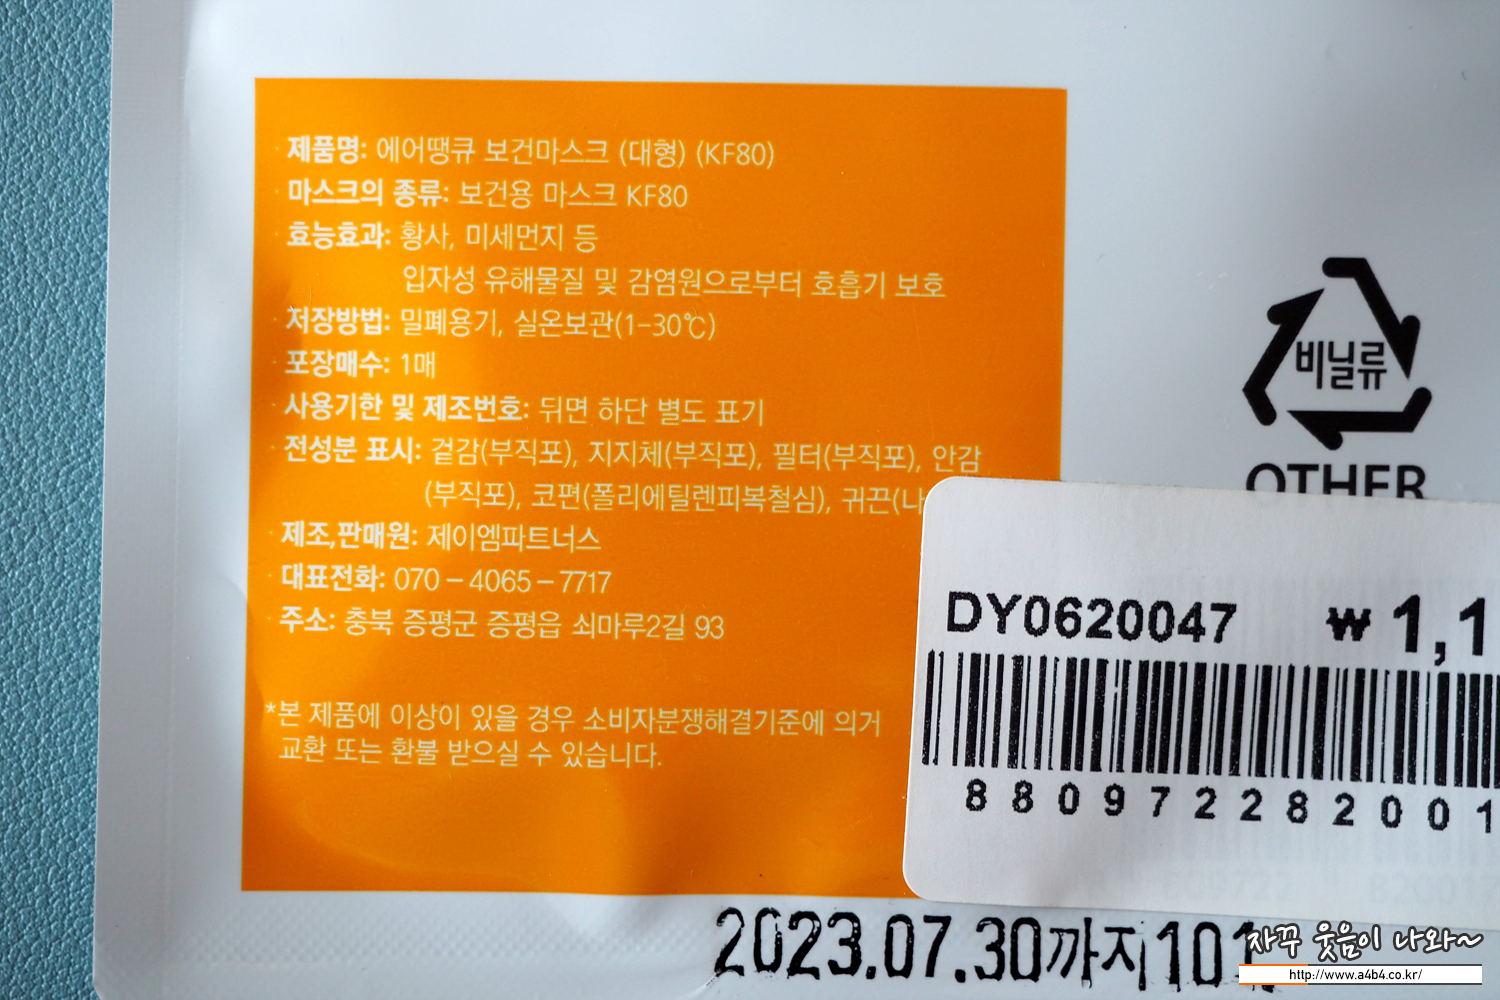 · 제품명: 에어땡큐 보건마스크 (대형) (KF80)
· 마스크의 종류: 보건용 마스크 KF80
· 효능효과: 황사, 미세먼지 등
입자성 유해물질 및 감염원으로부터 호흡기 보호
· 저장방법: 밀폐용기, 실온보관(1-30℃)
· 포장매수: 1매
· 사용기한 및 제조번호: 뒤면 하단 별도 표기
· 전성분 표시: 겉감(부직포), 지지체(부직포), 필터(부직포), 안감
(부직포), 코편(폴리에틸렌피복철심), 귀끈(나
· 제조,판매원: 제이엠파트너스
· 대표전화: 070 - 4065 - 7717
· 주소: 충북 증평군 증평읍 쇠마루2길 93
*본 제품에 이상이 있을 경우 소비자분쟁해결기준에 의거
교환 또는 환불 받으실 수 있습니다.
비닐류
OTHER
DY0620047 ₩1,1
880972282001
2023.07.30까지101
자꾸 웃음이 나와~
http://www.a4b4.co.kr/